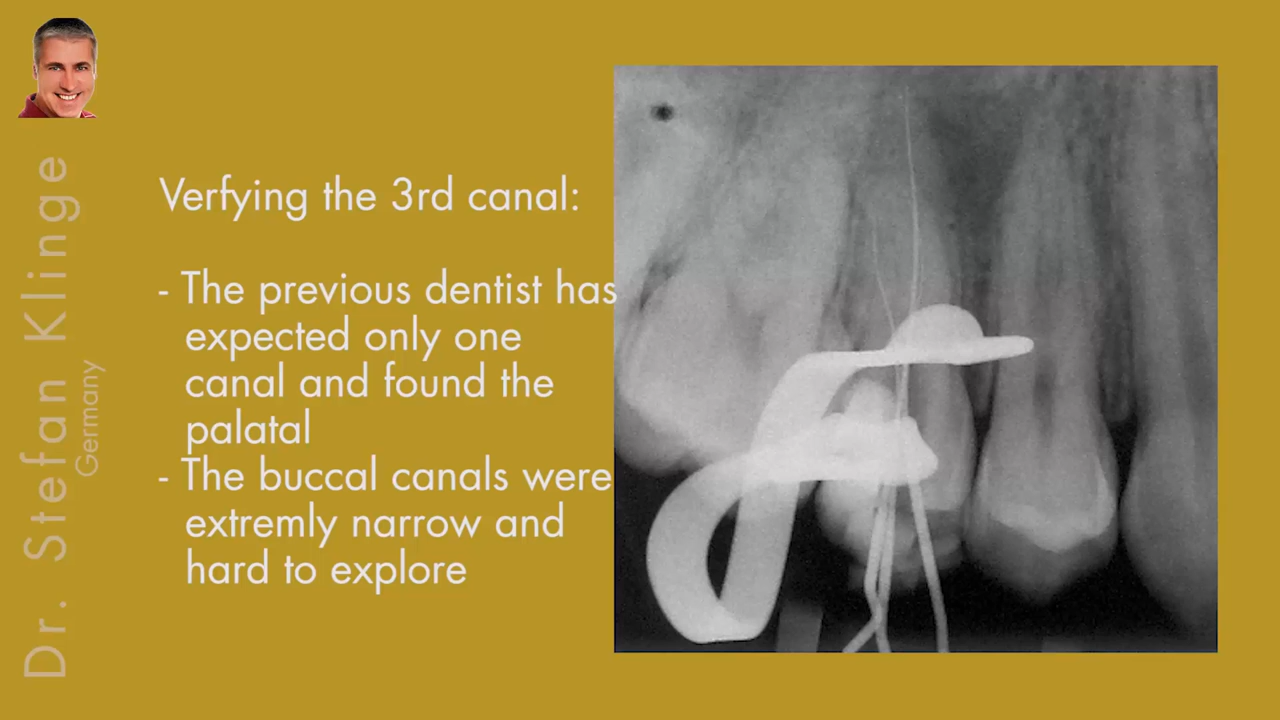 Verfying the 3rd canal:
- The previous dentist has
expected only one
canal and found the
palatal
- The buccal canals were
extremly narrow and
hard to explore
Dr. Stefan Klinge
Germany